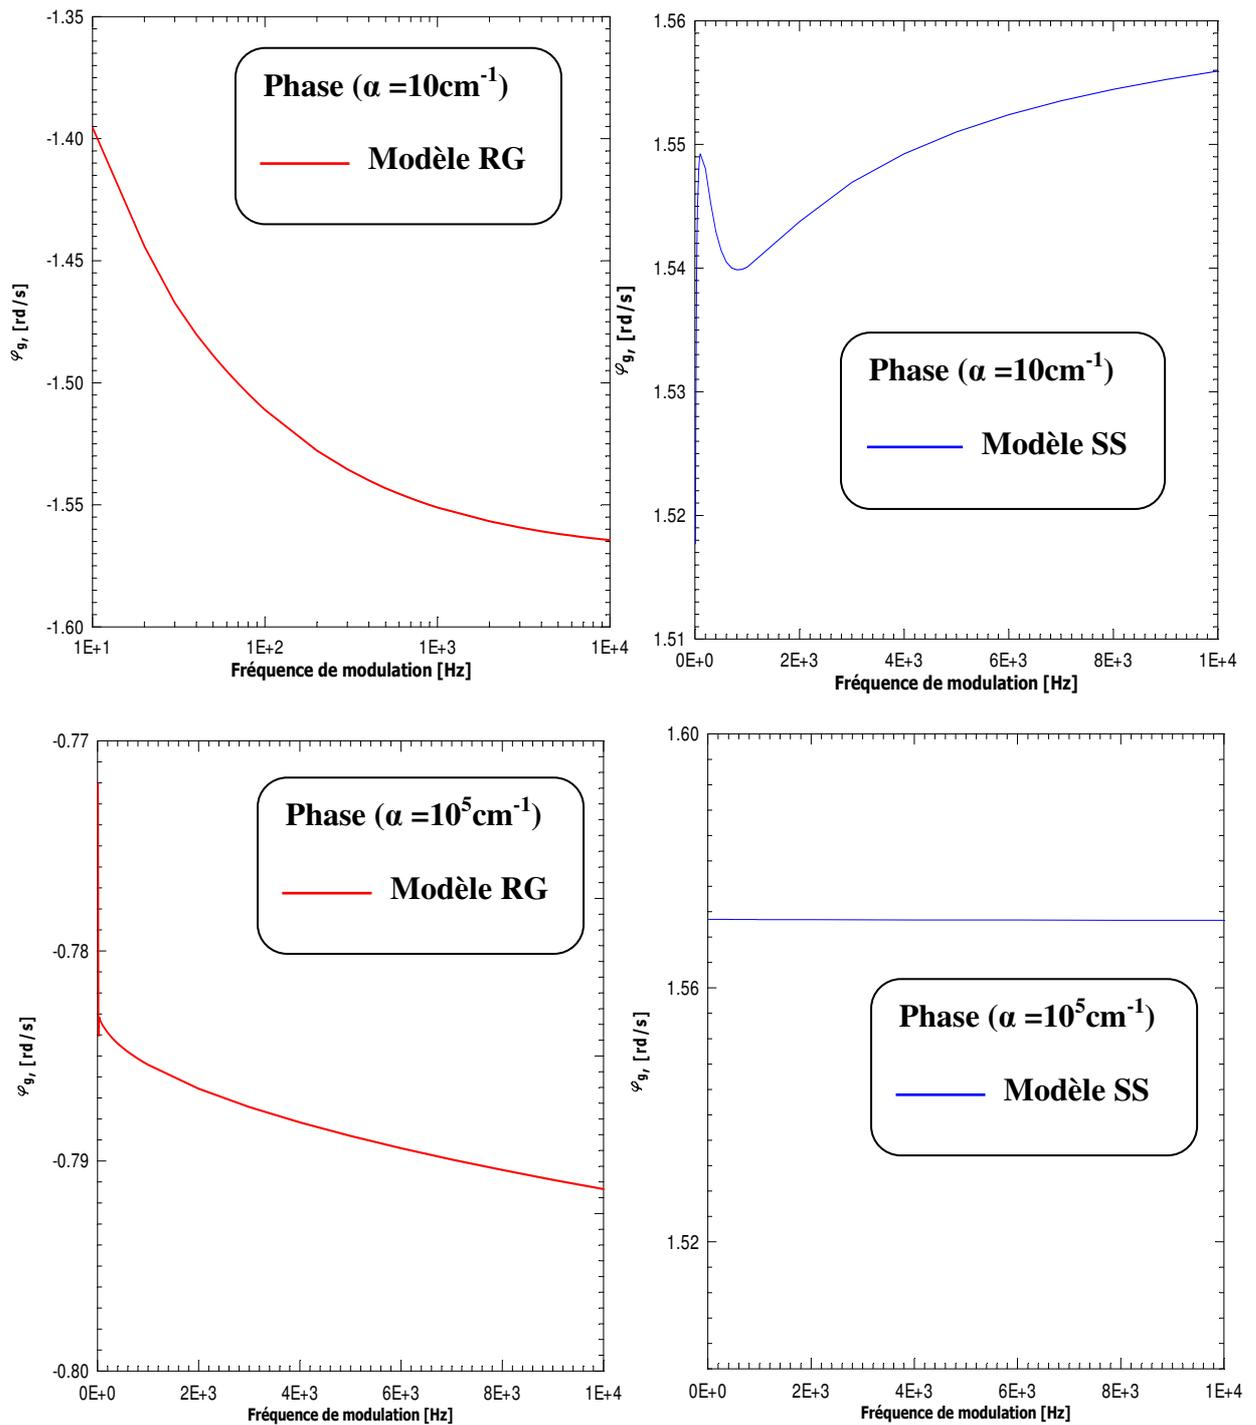 -1.35
-1.40
-1.45
-1.50
-1.55
-1.60
φg, [rd/s]
Phase (α =10cm-1)
Modèle RG
1E+1 1E+2 1E+3 1E+4
Fréquence de modulation [Hz]
1.56
1.55
1.54
1.53
1.52
1.51
φg, [rd/s]
Phase (α =10cm-1)
Modèle SS
0E+0 2E+3 4E+3 6E+3 8E+3 1E+4
Fréquence de modulation [Hz]
-0.77
-0.78
-0.79
-0.80
φg, [rd/s]
Phase (α =10⁵cm-1)
Modèle RG
0E+0 2E+3 4E+3 6E+3 8E+3 1E+4
Fréquence de modulation [Hz]
1.60
1.56
1.52
φg, [rd/s]
Phase (α =10⁵cm-1)
Modèle SS
0E+0 2E+3 4E+3 6E+3 8E+3 1E+4
Fréquence de modulation [Hz]